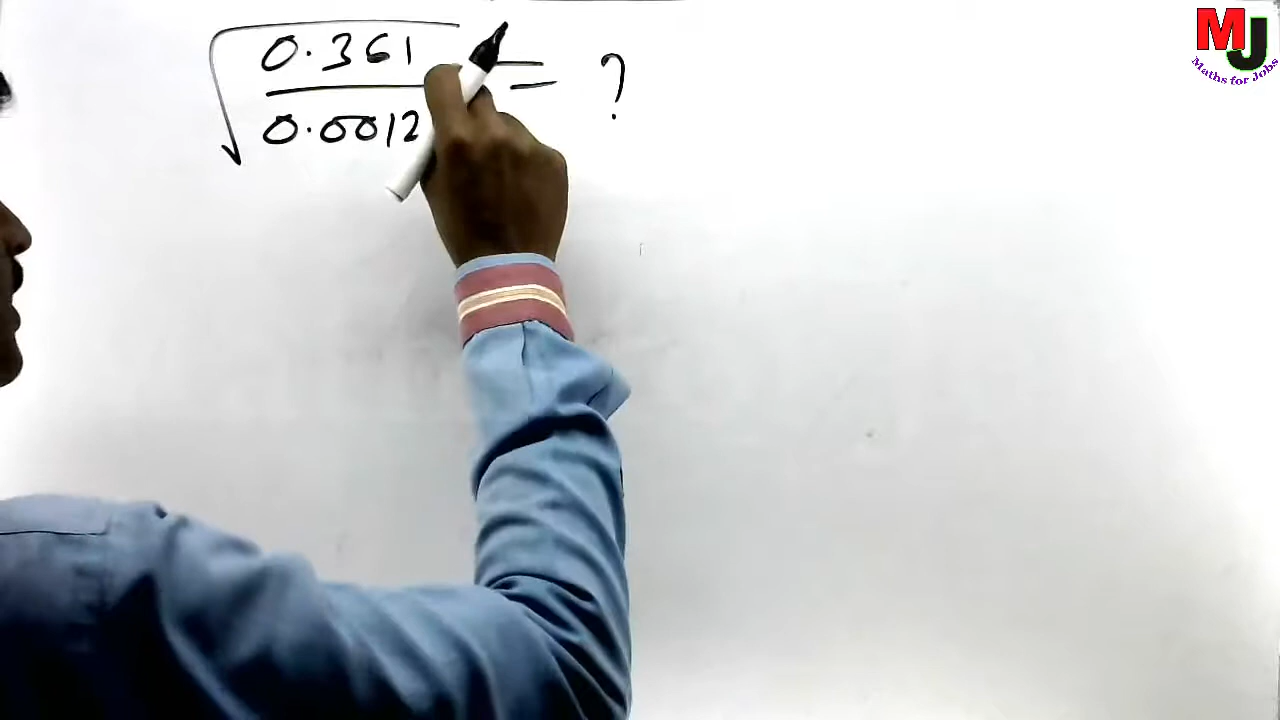 √0.361 = ?
0.0012
MJ
Maths for Jobs